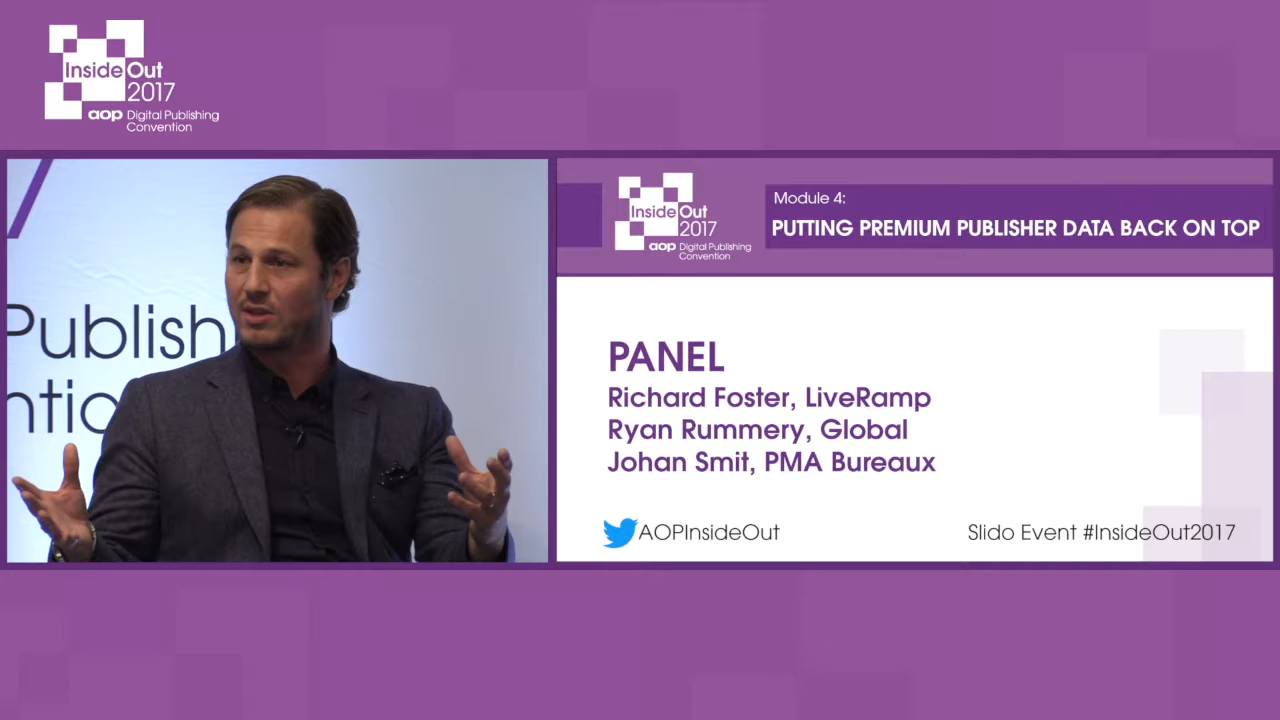 Inside Out
2017
aop Digital Publishing
Convention
Publish
ntio
Inside Out
2017
aop Digital Publishing
Convention
Module 4:
PUTTING PREMIUM PUBLISHER DATA BACK ON TOP
PANEL
Richard Foster, LiveRamp
Ryan Rummery, Global
Johan Smit, PMA Bureaux
AOPInsideOut
Slido Event #InsideOut2017